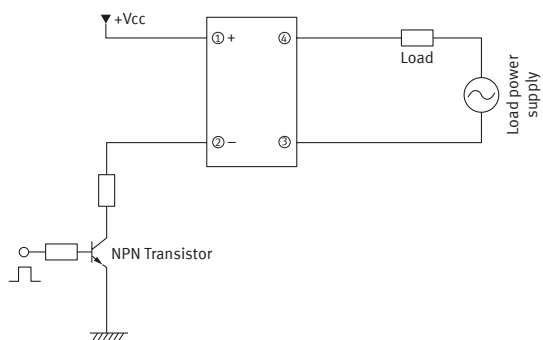 +Vcc
① + ④
Load
② − ③
Load power
supply
NPN Transistor